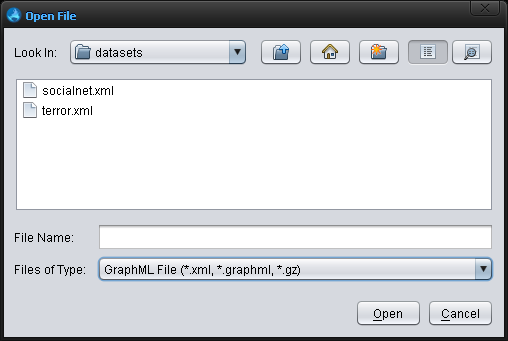 Open File
Look In: datasets
socialnet.xml
terror.xml
File Name:
Files of Type: GraphML File (*.xml, *.graphml, *.gz)
Open Cancel